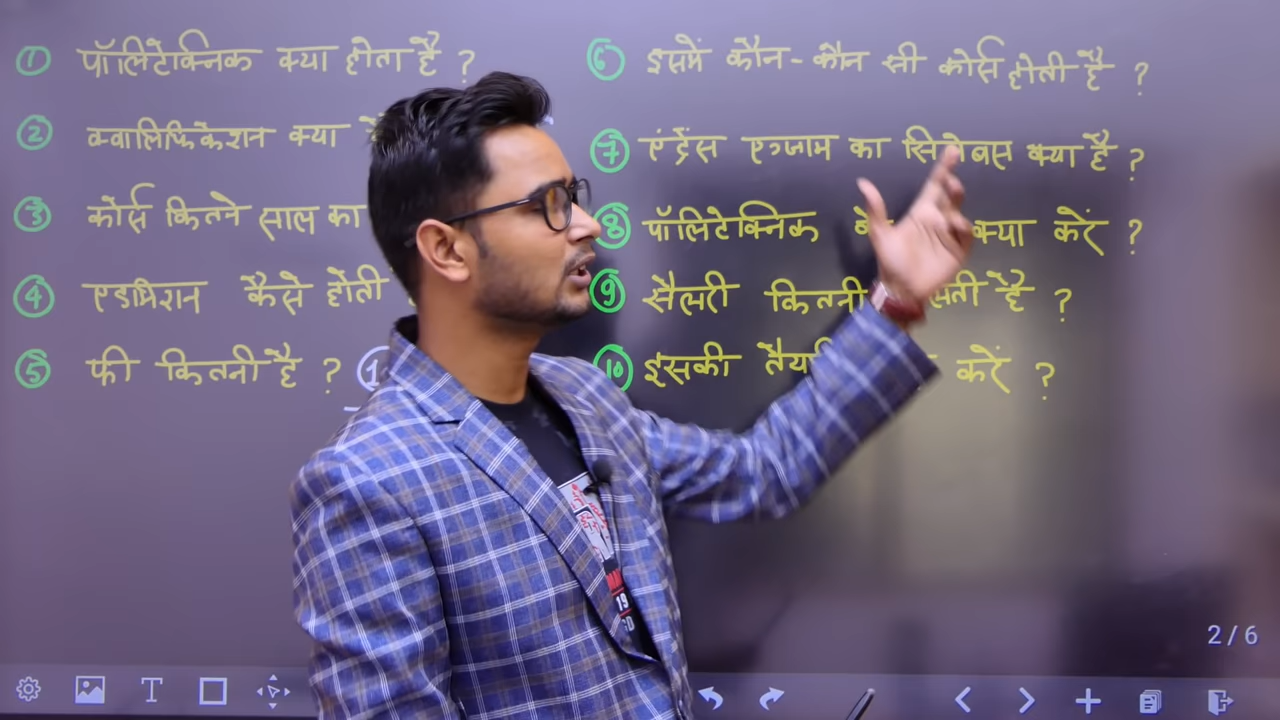 ① पॉलिटेक्निक क्या होता है ?
② क्वालिफिकेशन क्या
③ कोर्स कितने साल का
④ एडमिशन कैसे होती
⑤ फी कितनी है ?
⑥ इसमें कौन-कौन सी कोर्स होती है ?
⑦ एंट्रेंस एग्जाम का सिलेबस क्या है ?
⑧ पॉलिटेक्निक क्या करें ?
⑨ सैलरी कितनी है ?
⑩ इसकी करें ?
19
2/6